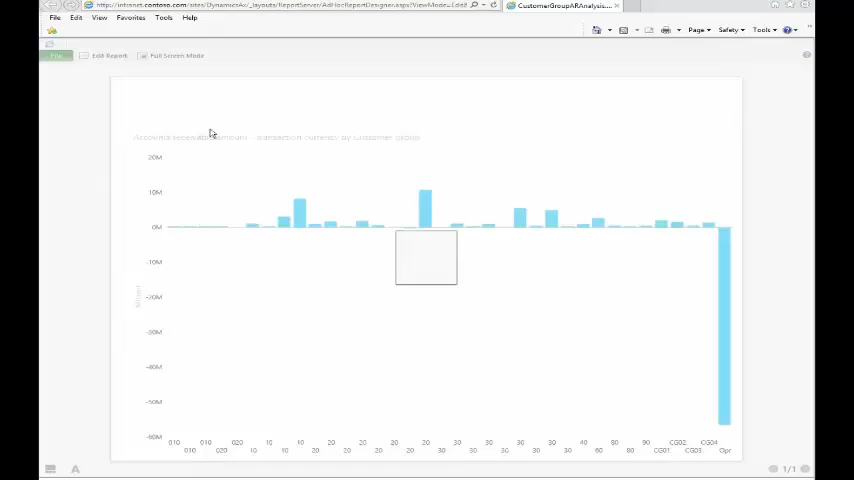 http://intranet.contoso.com/sites/DynamicsAx/_layouts/ReportServer/AdHocReportDesigner.aspx?ViewMode=Edit
CustomerGroupARAnalysis....
File Edit View Favorites Tools Help
Page Safety Tools
File Edit Report Full Screen Mode
Accounts receivable amount - transaction currency by Customer group
20M
10M
0M
-10M
-20M
-30M
-40M
-50M
-60M
010 010 020 10 10 20 20 20 30 30 30 40 80 90 CG02 CG04
010 020 10 10 20 20 20 30 30 30 30 60 80 CG01 CG03 Opr
A 1/1